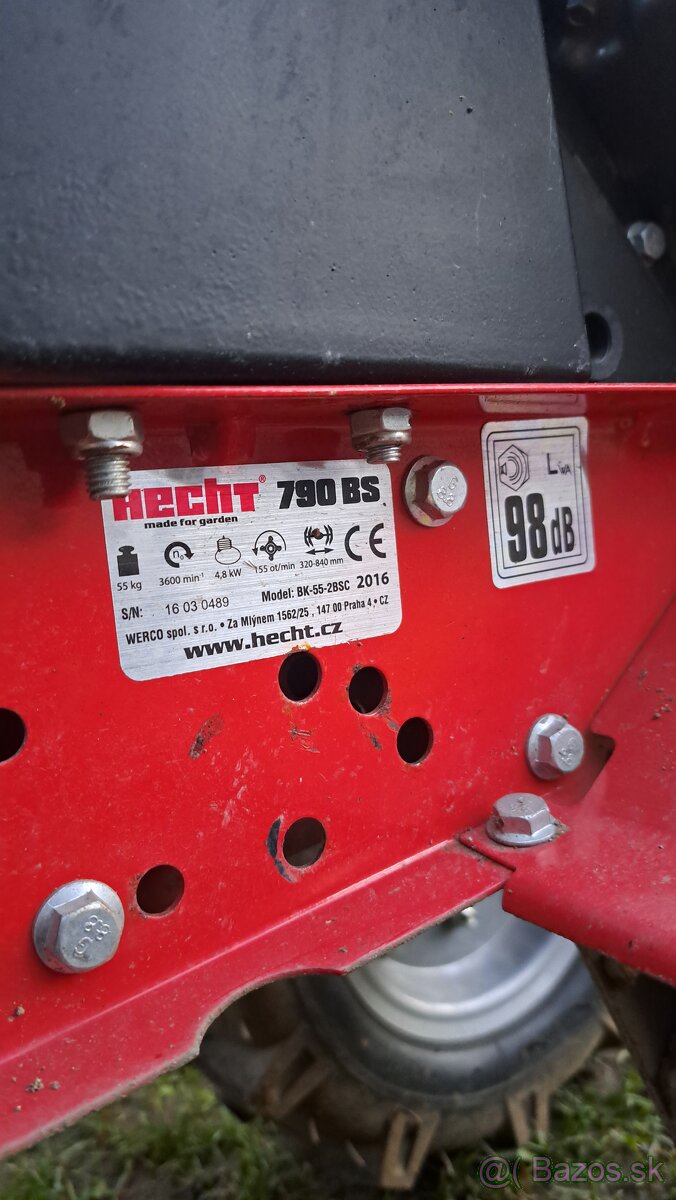 HECHT® 790 BS
made for garden
55 kg 3600 min⁻¹ 4,8 kW 155 ot/min 320-840 mm CE
S/N: 16 03 0489 Model: BK-55-2BSC 2016
WERCO spol. s r.o. • Za Mlýnem 1562/25 , 147 00 Praha 4 • CZ
www.hecht.cz
LWA
98dB
8.8
@( Bazos.sk